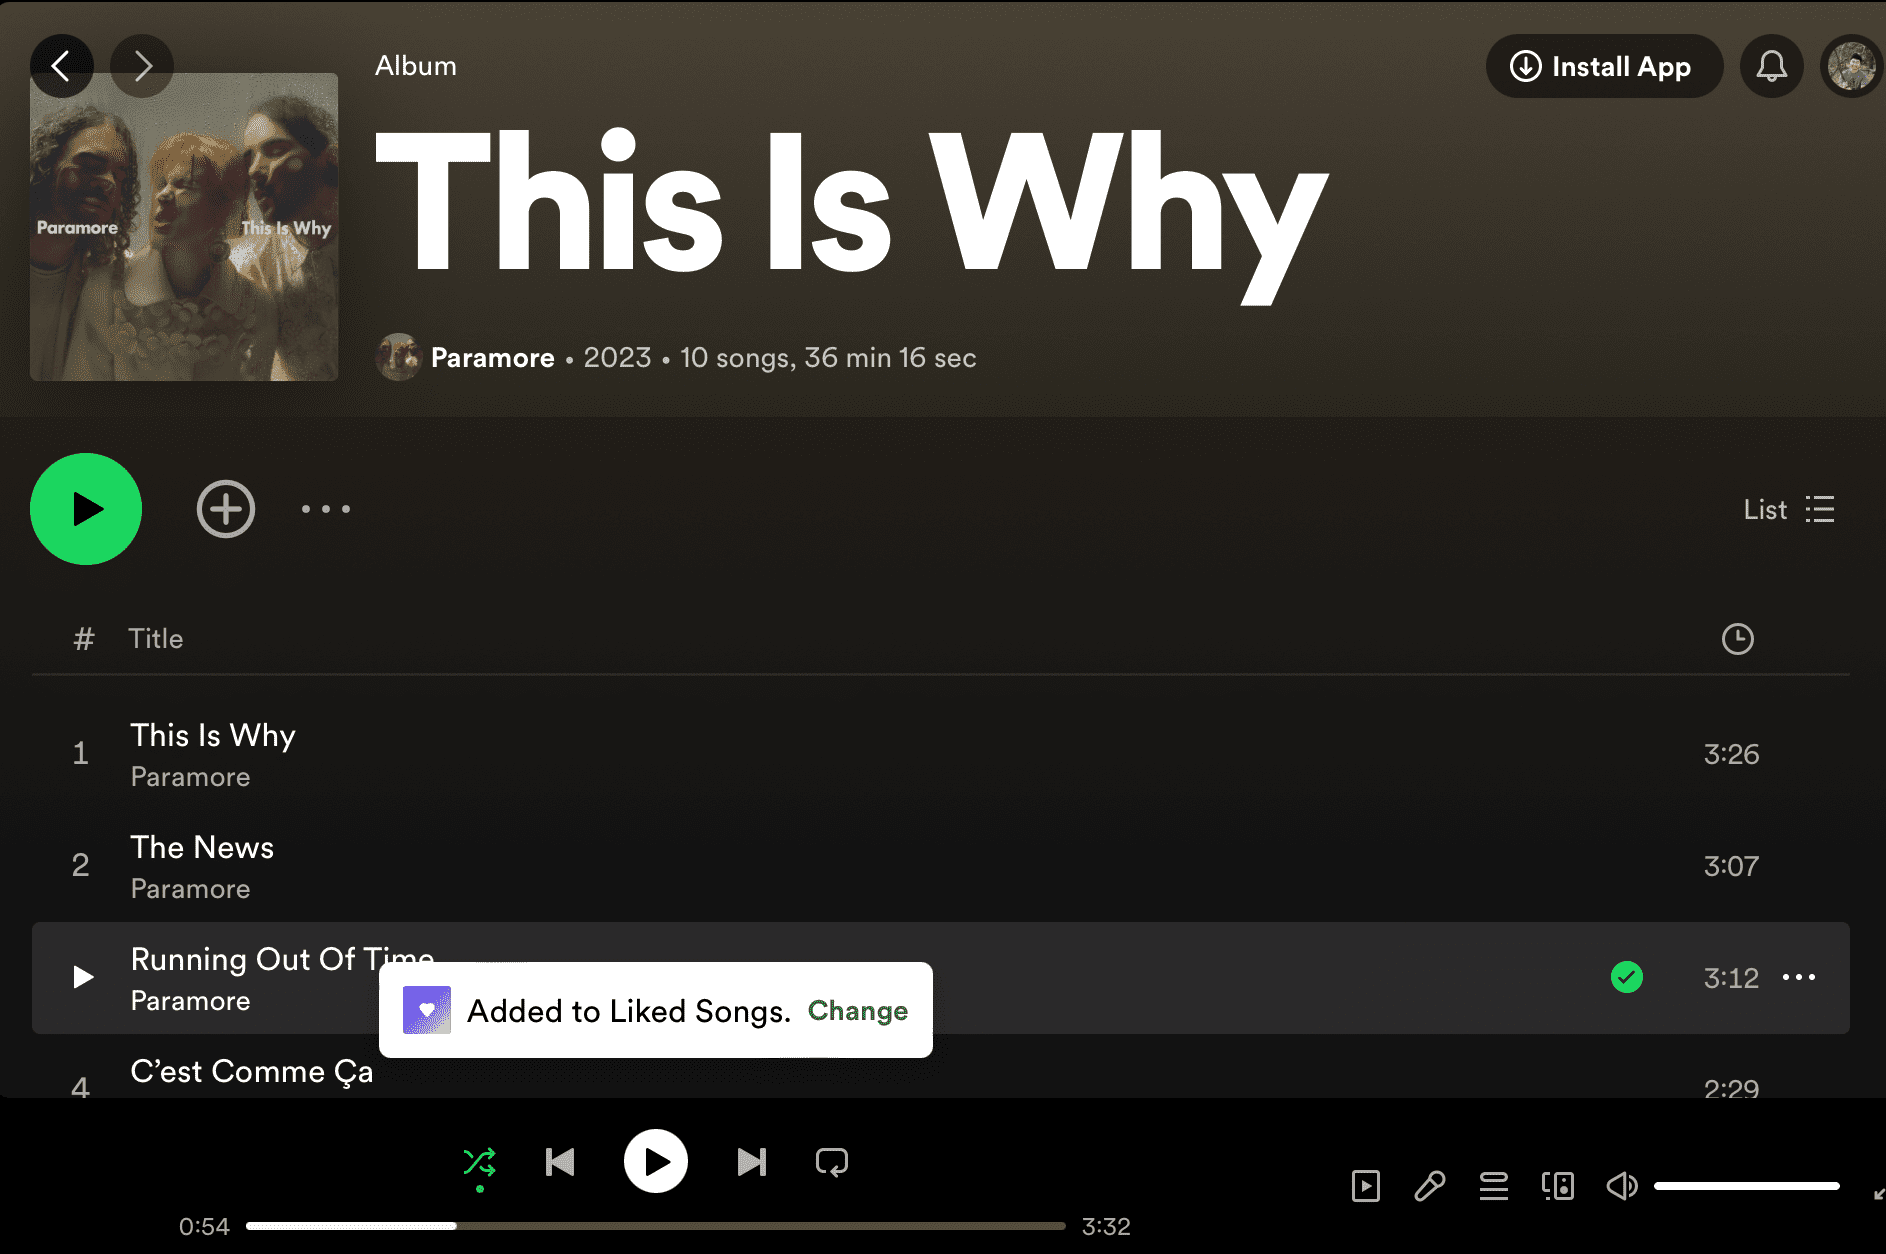 Album
Install App
This Is Why
Paramore
This Is Why
Paramore • 2023 • 10 songs, 36 min 16 sec
List
# Title
1
This Is Why
Paramore
3:26
2
The News
Paramore
3:07
Running Out Of Time
Paramore
3:12
Added to Liked Songs. Change
4
C’est Comme Ça
2:29
0:54
3:32